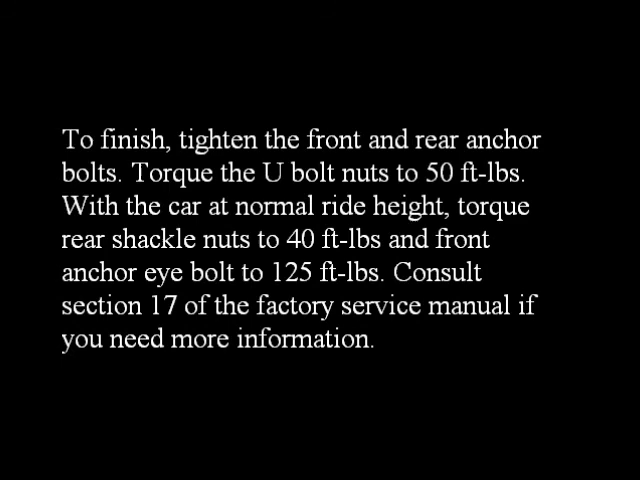 To finish, tighten the front and rear anchor
bolts. Torque the U bolt nuts to 50 ft-lbs.
With the car at normal ride height, torque
rear shackle nuts to 40 ft-lbs and front
anchor eye bolt to 125 ft-lbs. Consult
section 17 of the factory service manual if
you need more information.